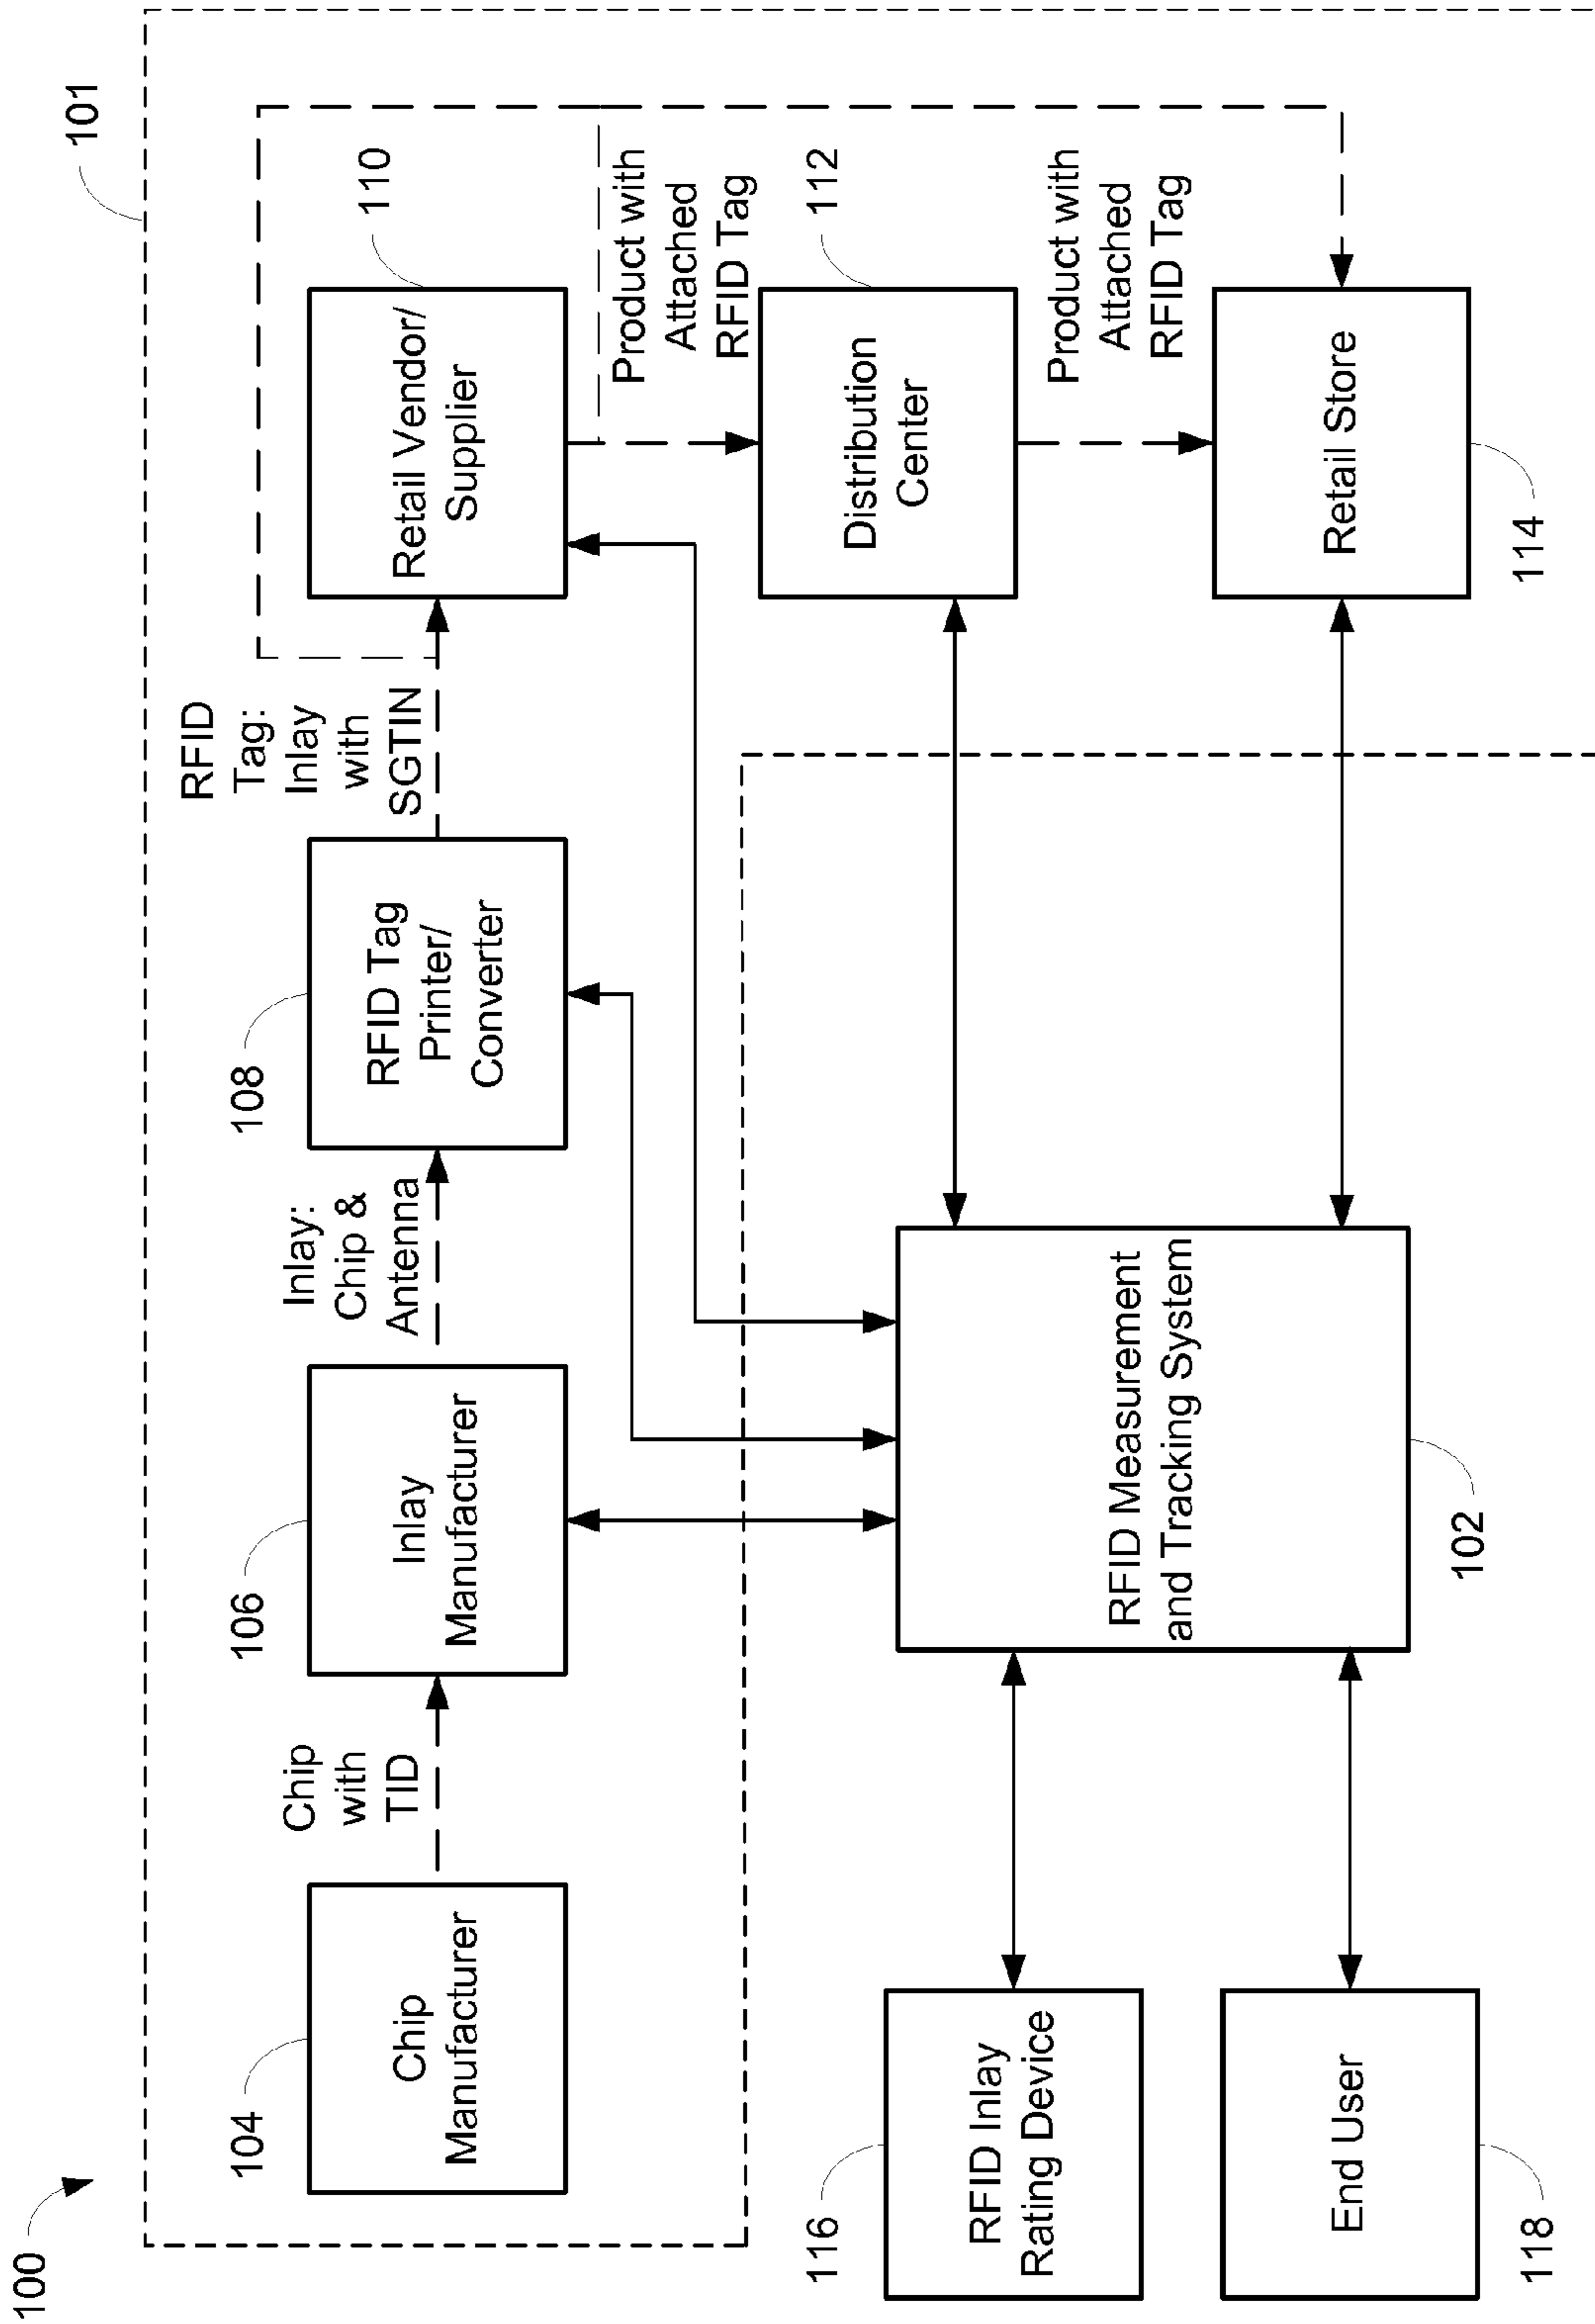 100
101
104
Chip
Manufacturer
Chip
with
TID
106
Inlay
Manufacturer
Inlay:
Chip &
Antenna
108
RFID Tag
Printer/
Converter
RFID
Tag:
Inlay
with
SGTIN
110
Retail Vendor/
Supplier
Product with
Attached
RFID Tag
112
Distribution
Center
Product with
Attached
RFID Tag
Retail Store
114
116
RFID Inlay
Rating Device
End User
118
RFID Measurement
and Tracking System
102